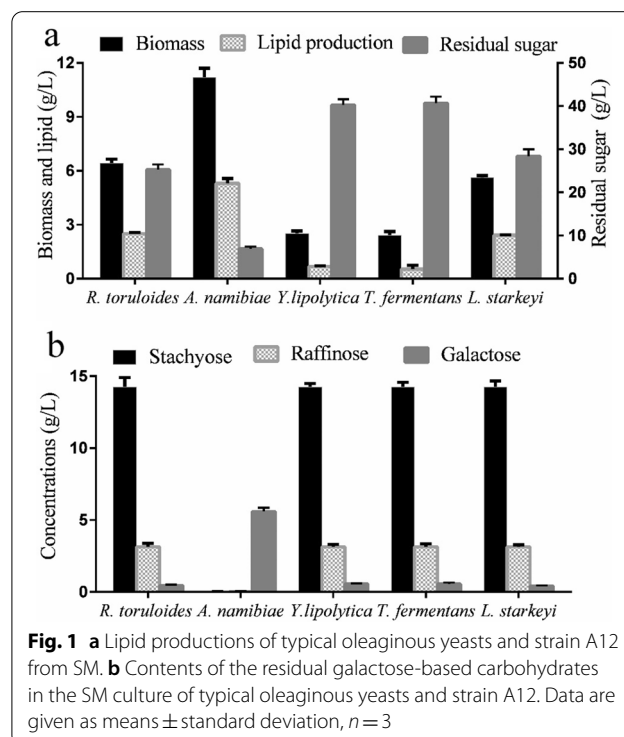 a
Biomass Lipid production Residual sugar
Biomass and lipid (g/L)
12
9
6
3
0
50
40
30
20
10
0
Residual sugar (g/L)
R. toruloides A. namibiae Y.lipolytica T. fermentans L. starkeyi
b
Stachyose Raffinose Galactose
Concentrations (g/L)
15
10
5
0
R. toruloides A. namibiae Y.lipolytica T. fermentans L. starkeyi
Fig. 1 a Lipid productions of typical oleaginous yeasts and strain A12
from SM. b Contents of the residual galactose-based carbohydrates
in the SM culture of typical oleaginous yeasts and strain A12. Data are
given as means ± standard deviation, n = 3